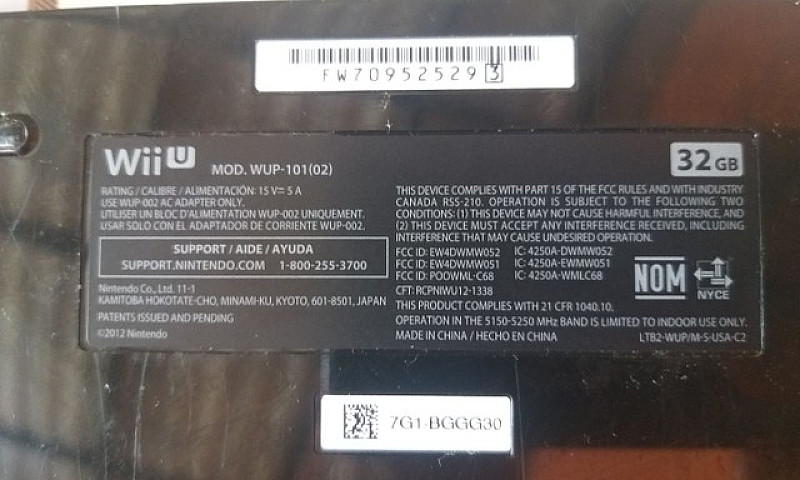 FW70952529 3
Wii U MOD. WUP-101(02)
32 GB
RATING / CALIBRE / ALIMENTACIÓN: 15 V⎓ 5 A
USE WUP-002 AC ADAPTER ONLY.
UTILISER UN BLOC D'ALIMENTATION WUP-002 UNIQUEMENT.
USAR SOLO CON EL ADAPTADOR DE CORRIENTE WUP-002.
SUPPORT / AIDE / AYUDA
SUPPORT.NINTENDO.COM 1-800-255-3700
Nintendo Co., Ltd. 11-1
KAMITOBA HOKOTATE-CHO, MINAMI-KU, KYOTO, 601-8501, JAPAN
PATENTS ISSUED AND PENDING
©2012 Nintendo
THIS DEVICE COMPLIES WITH PART 15 OF THE FCC RULES AND WITH INDUSTRY
CANADA RSS-210. OPERATION IS SUBJECT TO THE FOLLOWING TWO
CONDITIONS: (1) THIS DEVICE MAY NOT CAUSE HARMFUL INTERFERENCE, AND
(2) THIS DEVICE MUST ACCEPT ANY INTERFERENCE RECEIVED, INCLUDING
INTERFERENCE THAT MAY CAUSE UNDESIRED OPERATION.
FCC ID: EW4DWMW052 IC: 4250A-DWMW052
FCC ID: EW4DWMW051 IC: 4250A-EWMW051
FCC ID: POOWML-C68 IC: 4250A-WMLC68
CFT: RCPNIWU12-1338
NOM
NYCE
THIS PRODUCT COMPLIES WITH 21 CFR 1040.10.
OPERATION IN THE 5150-5250 MHz BAND IS LIMITED TO INDOOR USE ONLY.
MADE IN CHINA / HECHO EN CHINA LTB2-WUP/M-S-USA-C2
7G1-BGGG30